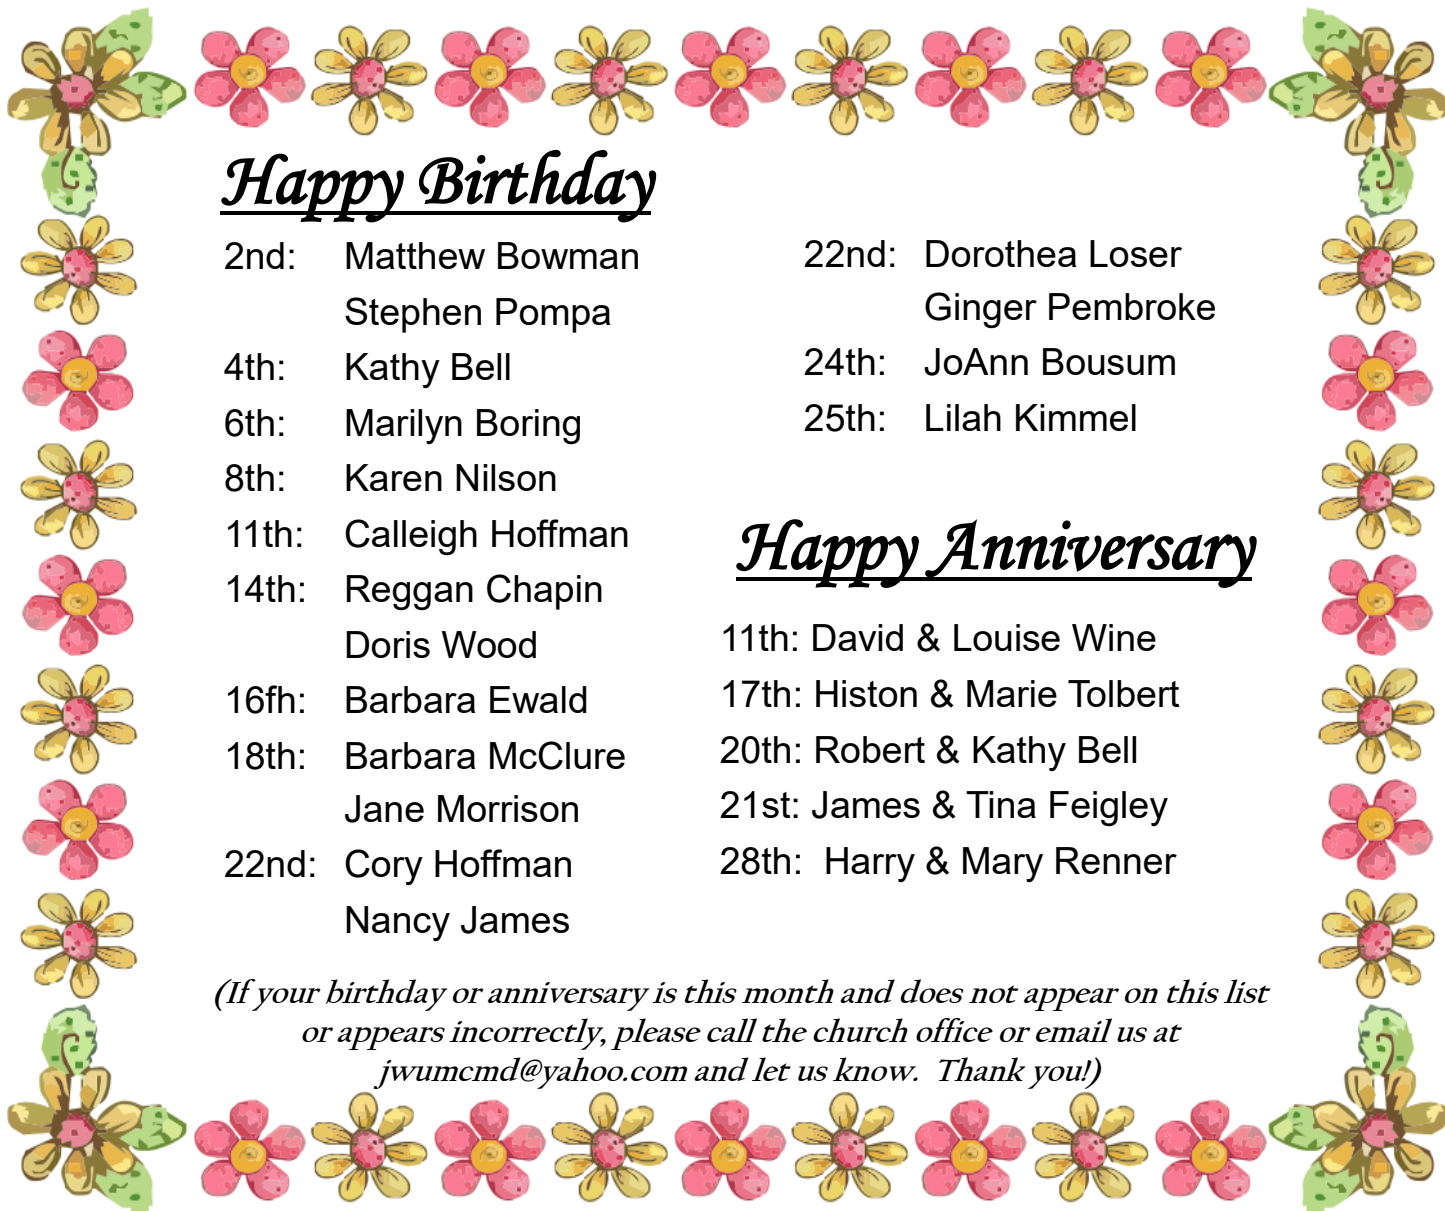 Happy Birthday
2nd: Matthew Bowman
Stephen Pompa
4th: Kathy Bell
6th: Marilyn Boring
8th: Karen Nilson
11th: Calleigh Hoffman
14th: Reggan Chapin
Doris Wood
16fh: Barbara Ewald
18th: Barbara McClure
Jane Morrison
22nd: Cory Hoffman
Nancy James
22nd: Dorothea Loser
Ginger Pembroke
24th: JoAnn Bousum
25th: Lilah Kimmel
Happy Anniversary
11th: David & Louise Wine
17th: Histon & Marie Tolbert
20th: Robert & Kathy Bell
21st: James & Tina Feigley
28th: Harry & Mary Renner
(If your birthday or anniversary is this month and does not appear on this list
or appears incorrectly, please call the church office or email us at
jwumcmd@yahoo.com and let us know. Thank you!)